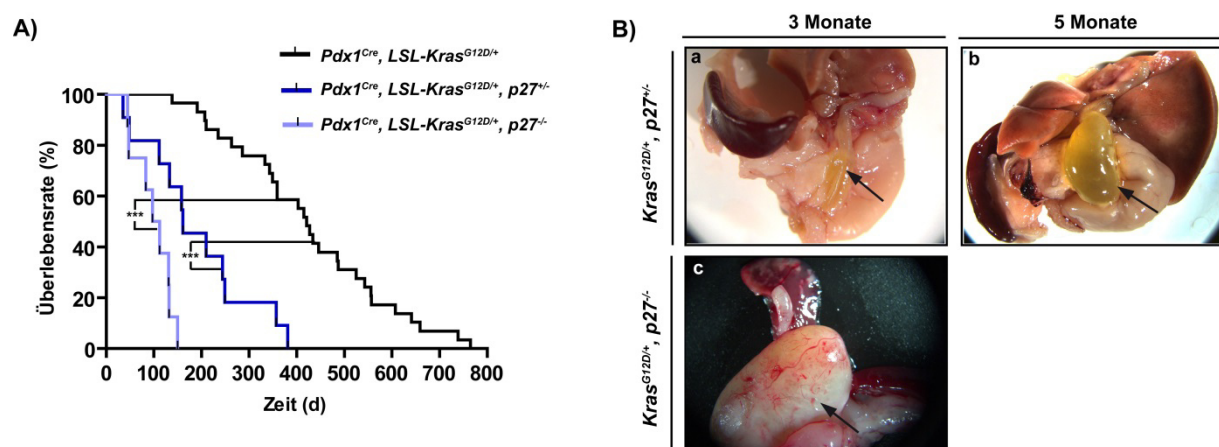 A)
Pdx1Cre, LSL-KrasG12D/+
Pdx1Cre, LSL-KrasG12D/+, p27+/-
Pdx1Cre, LSL-KrasG12D/+, p27-/-
Überlebensrate (%)
100
80
60
40
20
0
***
***
0 100 200 300 400 500 600 700 800
Zeit (d)
B)
3 Monate
5 Monate
KrasG12D/+, p27+/-
a
b
KrasG12D/+, p27-/-
c